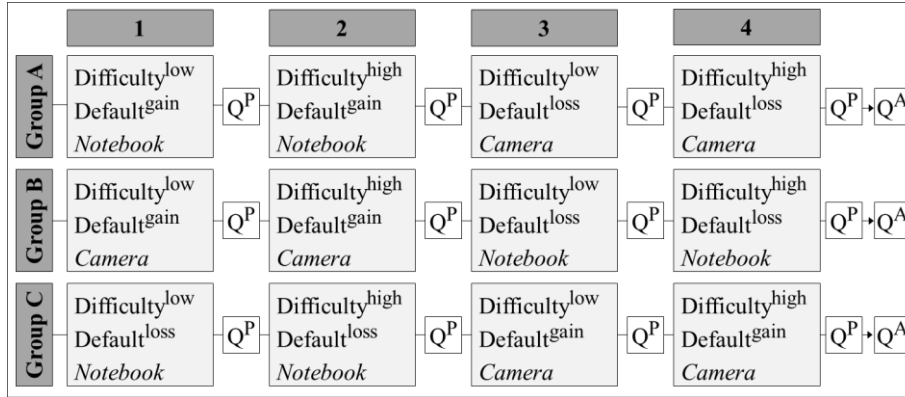 1 2 3 4
Group A
Difficulty^low Difficulty^high Difficulty^low Difficulty^high
Default^gain Q^P Default^gain Q^P Default^loss Q^P Default^loss Q^P Q^A
Notebook Notebook Camera Camera
Group B
Difficulty^low Difficulty^high Difficulty^low Difficulty^high
Default^gain Q^P Default^gain Q^P Default^loss Q^P Default^loss Q^P Q^A
Camera Camera Notebook Notebook
Group C
Difficulty^low Difficulty^high Difficulty^low Difficulty^high
Default^loss Q^P Default^loss Q^P Default^gain Q^P Default^gain Q^P Q^A
Notebook Notebook Camera Camera